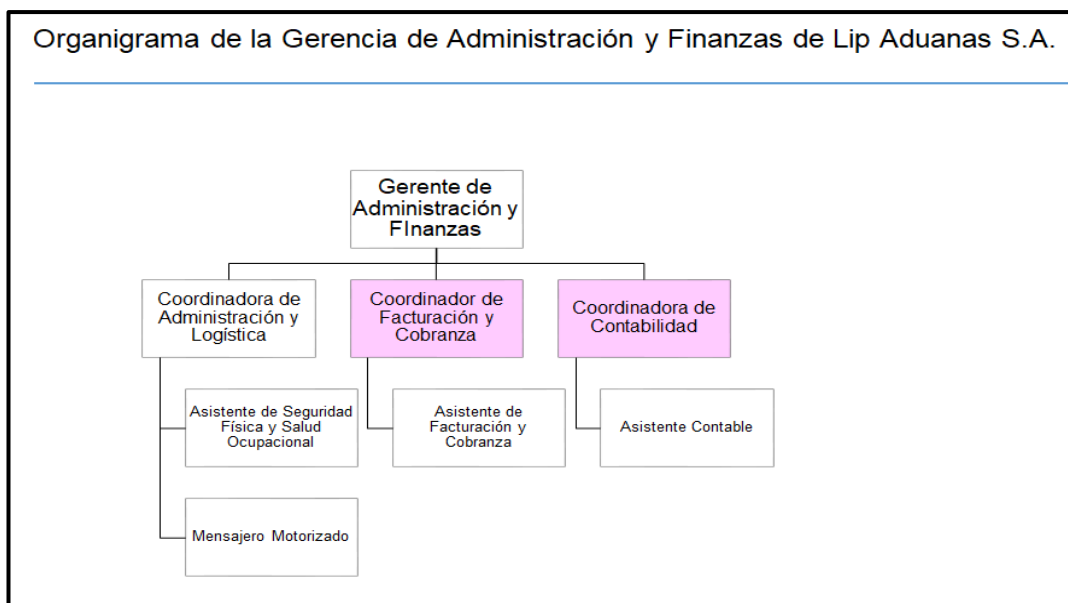 Organigrama de la Gerencia de Administración y Finanzas de Lip Aduanas S.A.
Gerente de
Administración y
FInanzas
Coordinadora de
Administración y
Logística
Coordinador de
Facturación y
Cobranza
Coordinadora de
Contabilidad
Asistente de Seguridad
Física y Salud
Ocupacional
Asistente de
Facturación y
Cobranza
Asistente Contable
Mensajero Motorizado